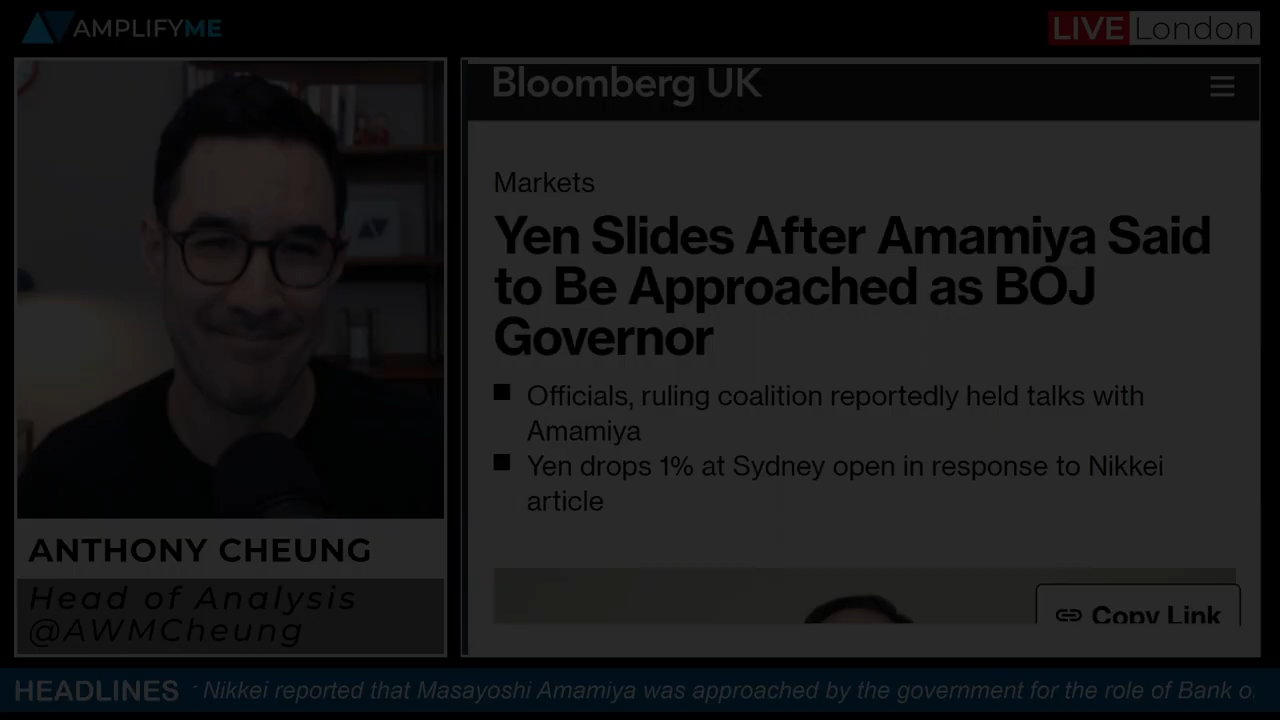 AMPLIFYME
LIVE London
Bloomberg UK
Markets
Yen Slides After Amamiya Said
to Be Approached as BOJ
Governor
Officials, ruling coalition reportedly held talks with
Amamiya
Yen drops 1% at Sydney open in response to Nikkei
article
Copy Link
ANTHONY CHEUNG
Head of Analysis
@AWMCheung
HEADLINES Nikkei reported that Masayoshi Amamiya was approached by the government for the role of Bank o